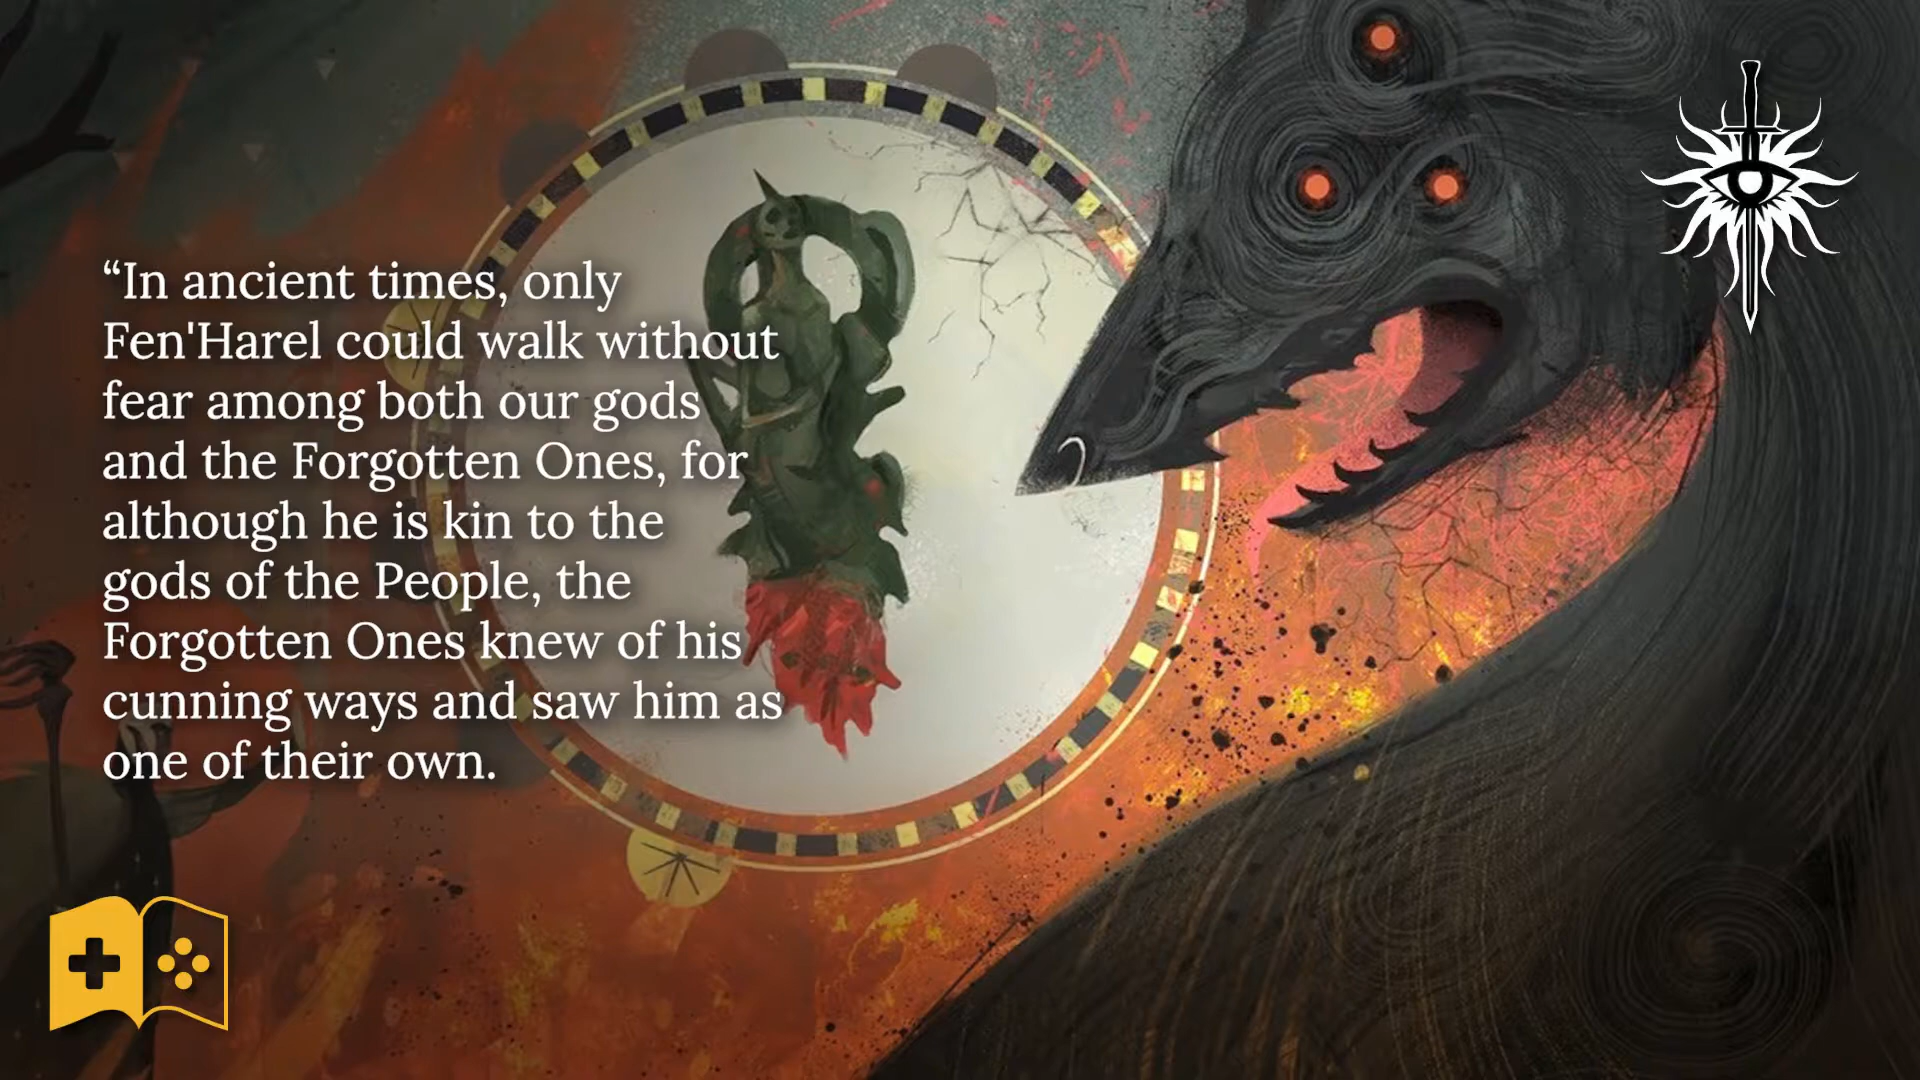 “In ancient times, only
Fen'Harel could walk without
fear among both our gods
and the Forgotten Ones, for
although he is kin to the
gods of the People, the
Forgotten Ones knew of his
cunning ways and saw him as
one of their own.